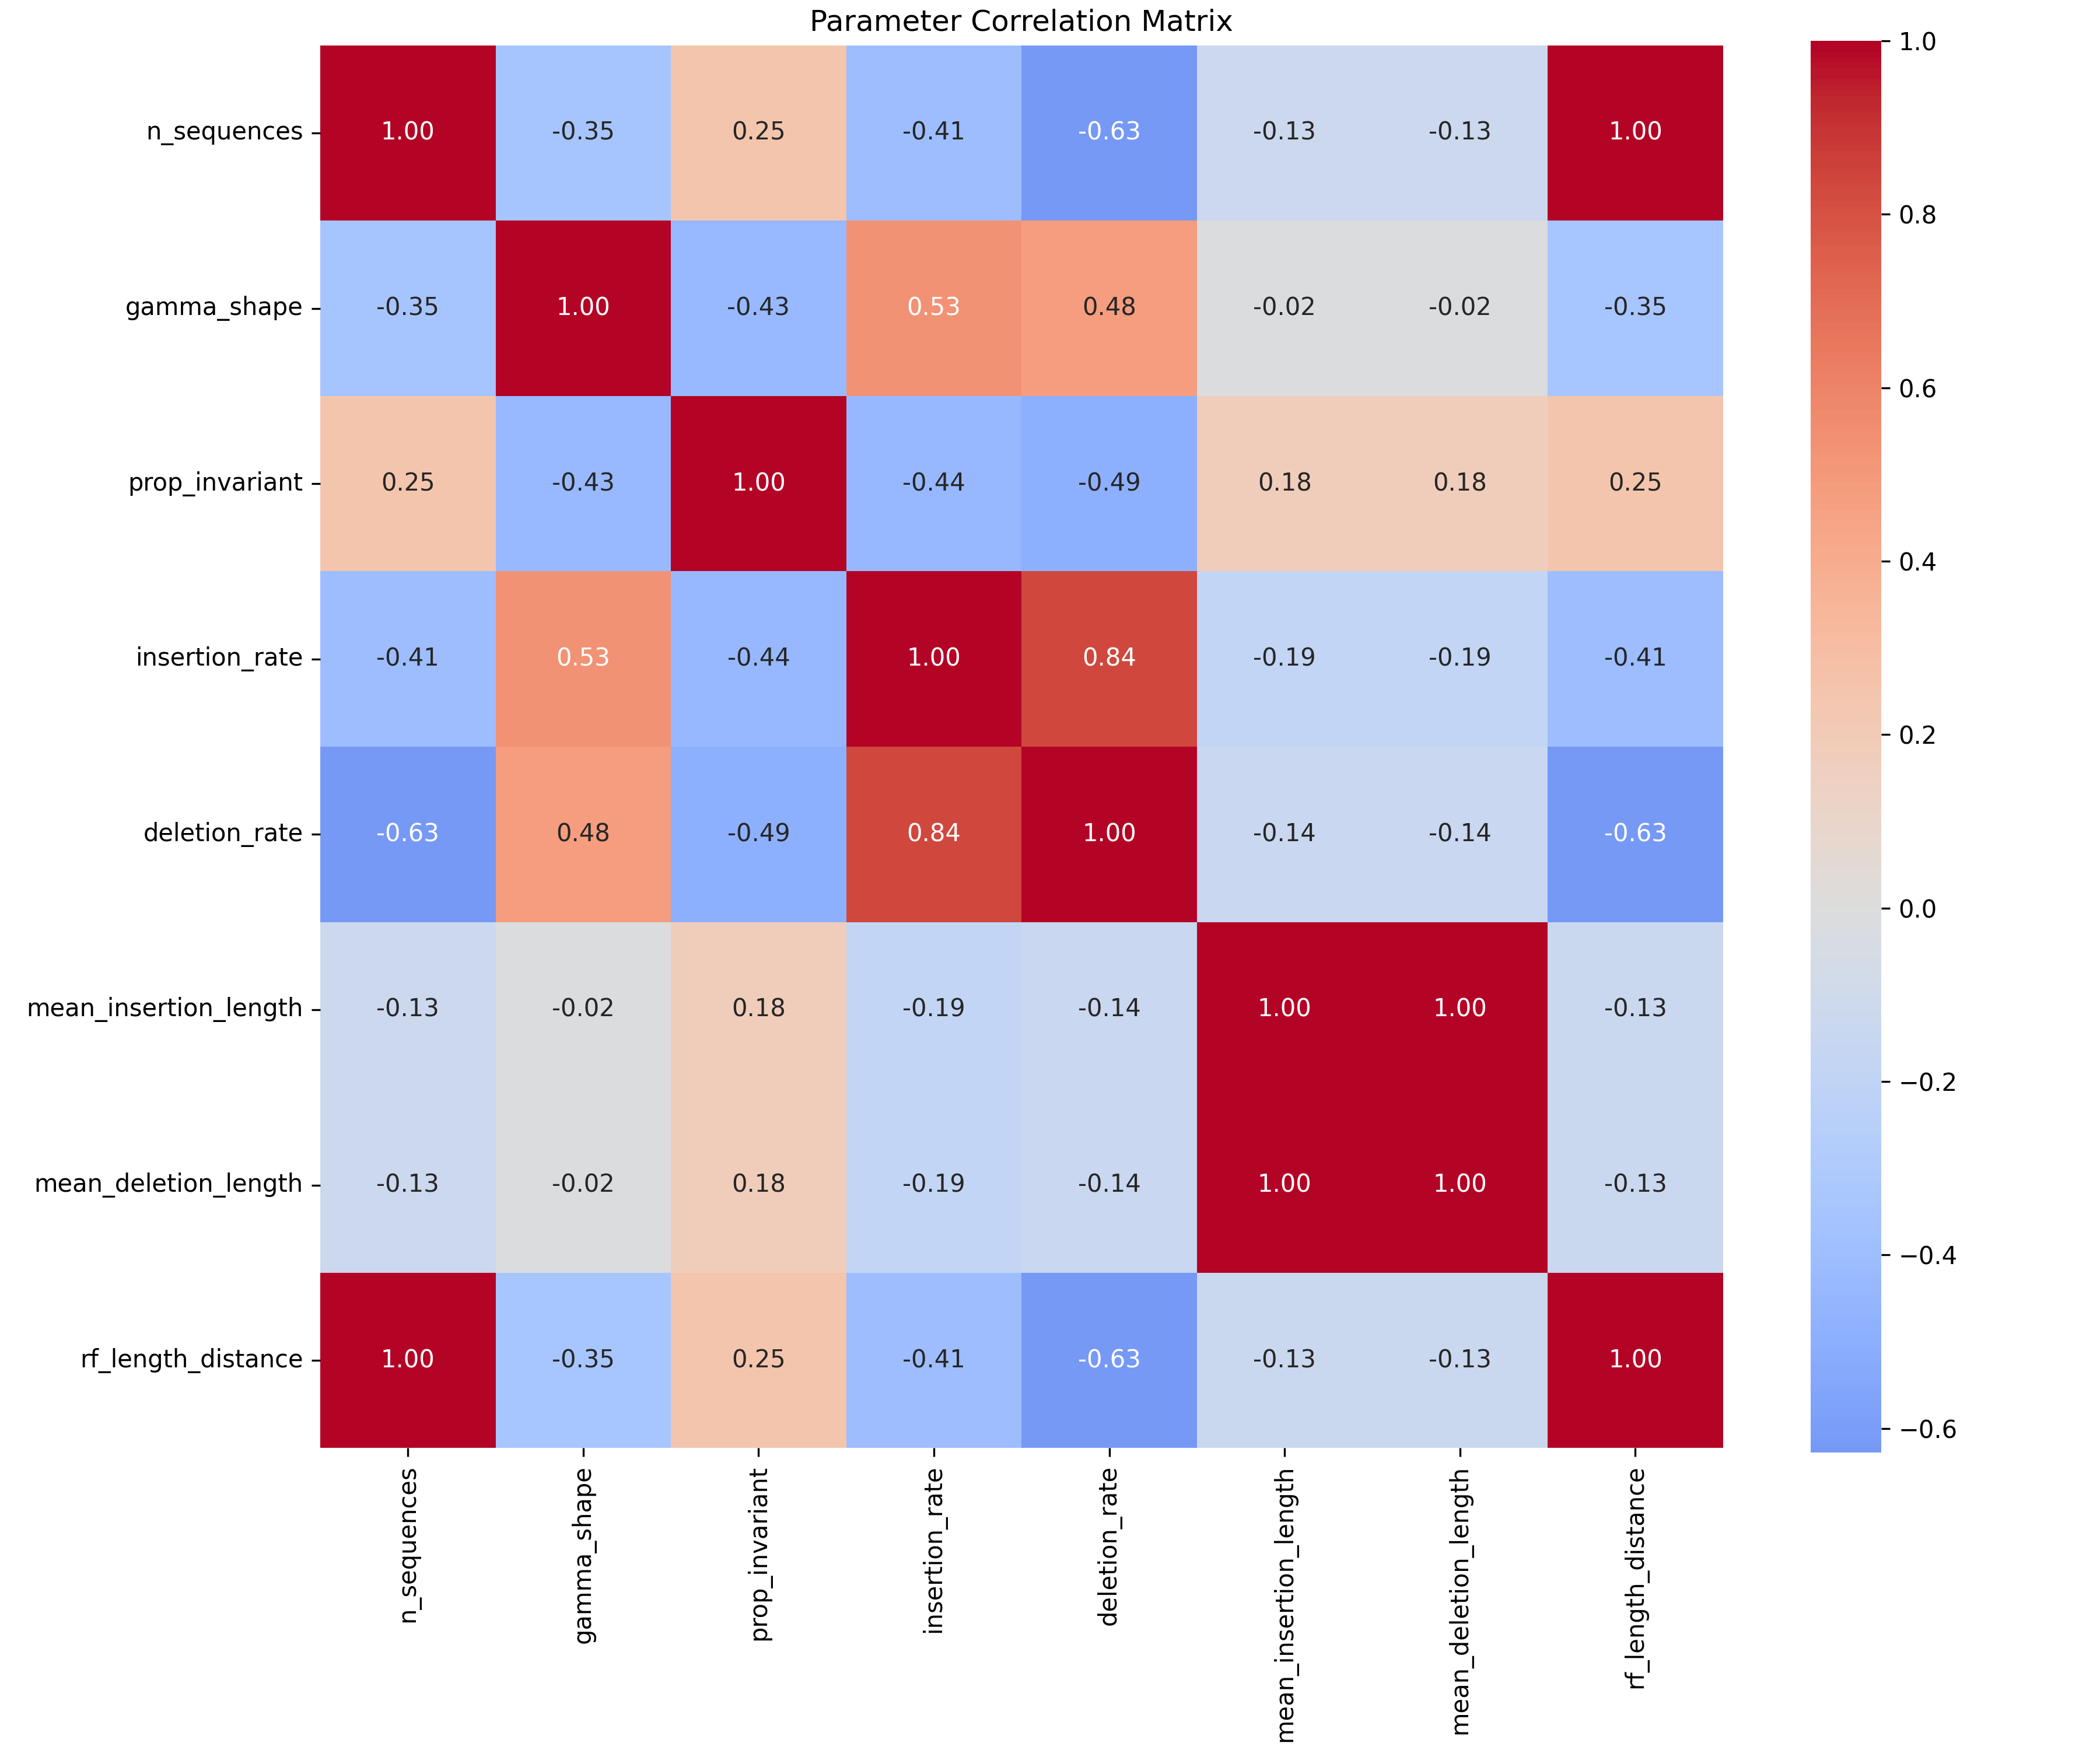 Parameter Correlation Matrix
n_sequences 1.00 -0.35 0.25 -0.41 -0.63 -0.13 -0.13 1.00
gamma_shape -0.35 1.00 -0.43 0.53 0.48 -0.02 -0.02 -0.35
prop_invariant 0.25 -0.43 1.00 -0.44 -0.49 0.18 0.18 0.25
insertion_rate -0.41 0.53 -0.44 1.00 0.84 -0.19 -0.19 -0.41
deletion_rate -0.63 0.48 -0.49 0.84 1.00 -0.14 -0.14 -0.63
mean_insertion_length -0.13 -0.02 0.18 -0.19 -0.14 1.00 1.00 -0.13
mean_deletion_length -0.13 -0.02 0.18 -0.19 -0.14 1.00 1.00 -0.13
rf_length_distance 1.00 -0.35 0.25 -0.41 -0.63 -0.13 -0.13 1.00
n_sequences
gamma_shape
prop_invariant
insertion_rate
deletion_rate
mean_insertion_length
mean_deletion_length
rf_length_distance
1.0
0.8
0.6
0.4
0.2
0.0
−0.2
−0.4
−0.6